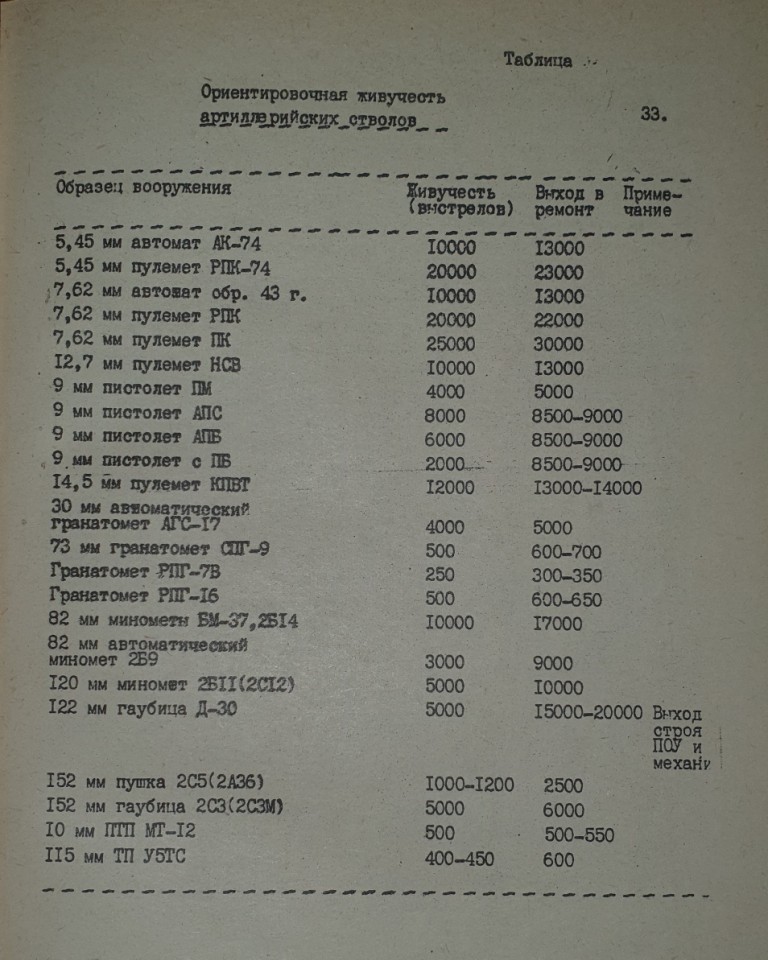 Таблица
Ориентировочная живучесть
артиллерийских стволов
33.
Образец вооружения Живучесть (выстрелов) Выход в ремонт Приме-чание
5,45 мм автомат АК-74 10000 13000
5,45 мм пулемет РПК-74 20000 23000
7,62 мм автомат обр. 43 г. 10000 13000
7,62 мм пулемет РПК 20000 22000
7,62 мм пулемет ПК 25000 30000
12,7 мм пулемет НСВ 10000 13000
9 мм пистолет ПМ 4000 5000
9 мм пистолет АПС 8000 8500-9000
9 мм пистолет АПБ 6000 8500-9000
9 мм пистолет с ПБ 2000 8500-9000
14,5 мм пулемет КПВТ 12000 13000-14000
30 мм автоматический
гранатомет АГС-17 4000 5000
73 мм гранатомет СПГ-9 500 600-700
Гранатомет РПГ-7В 250 300-350
Гранатомет РПГ-16 500 600-650
82 мм минометы БМ-37,2Б14 10000 17000
82 мм автоматический
миномет 2Б9 3000 9000
120 мм миномет 2Б11(2С12) 5000 10000
122 мм гаубица Д-30 5000 15000-20000 Выход
строя
ПОУ и
механи
152 мм пушка 2С5(2А36) 1000-1200 2500
152 мм гаубица 2С3(2С3М) 5000 6000
10 мм ПТП МТ-12 500 500-550
115 мм ТП У5ТС 400-450 600